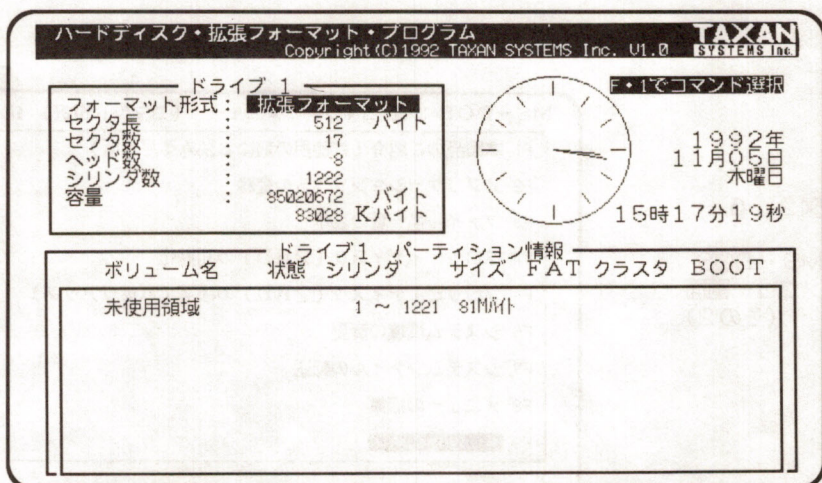 ハードディスク・拡張フォーマット・プログラム
Copyright(C)1992 TAXAN SYSTEMS Inc. V1.0
TAXAN
SYSTEMS Inc.
ドライブ 1
フォーマット形式： 拡張フォーマット
セクタ長 : 512 バイト
セクタ数 : 17
ヘッド数 : 8
シリンダ数 : 1222
容量 : 85020672 バイト
83028 Kバイト
F・1でコマンド選択
1992年
11月05日
木曜日
15時17分19秒
ドライブ1 パーティション情報
ボリューム名 状態 シリンダ サイズ FAT クラスタ BOOT
未使用領域 1 ～ 1221 81Mバイト